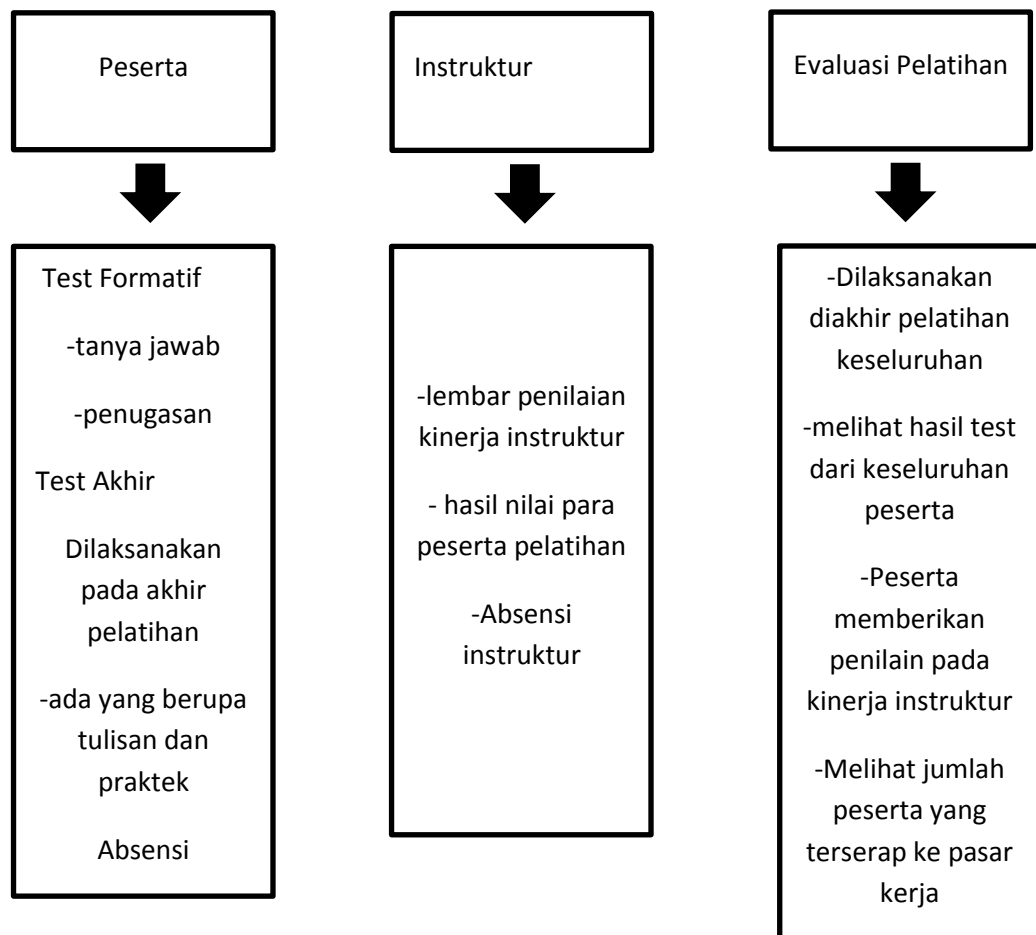 Peserta
Instruktur
Evaluasi Pelatihan
Test Formatif
-tanya jawab
-penugasan
Test Akhir
Dilaksanakan
pada akhir
pelatihan
-ada yang berupa
tulisan dan
praktek
Absensi
-lembar penilaian
kinerja instruktur
- hasil nilai para
peserta pelatihan
-Absensi
instruktur
-Dilaksanakan
diakhir pelatihan
keseluruhan
-melihat hasil test
dari keseluruhan
peserta
-Peserta
memberikan
penilain pada
kinerja instruktur
-Melihat jumlah
peserta yang
terserap ke pasar
kerja